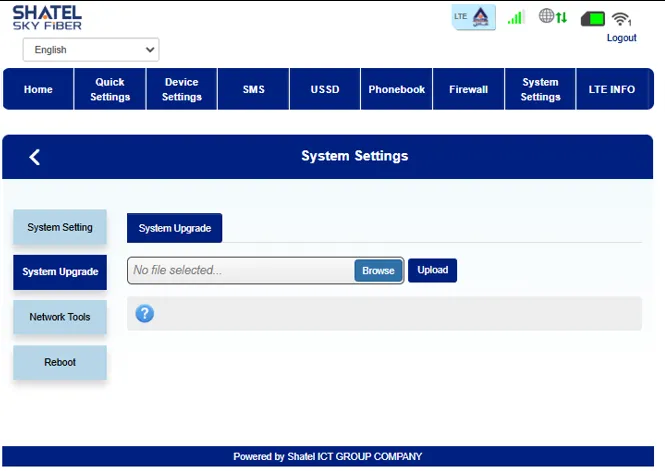 SHATEL
SKY FiBER
LTE
1
English
Logout
Home
Quick
Settings
Device
Settings
SMS
USSD
Phonebook
Firewall
System
Settings
LTE INFO
System Settings
System Setting
System Upgrade
System Upgrade
No file selected...
Browse
Upload
Network Tools
?
Reboot
Powered by Shatel ICT GROUP COMPANY